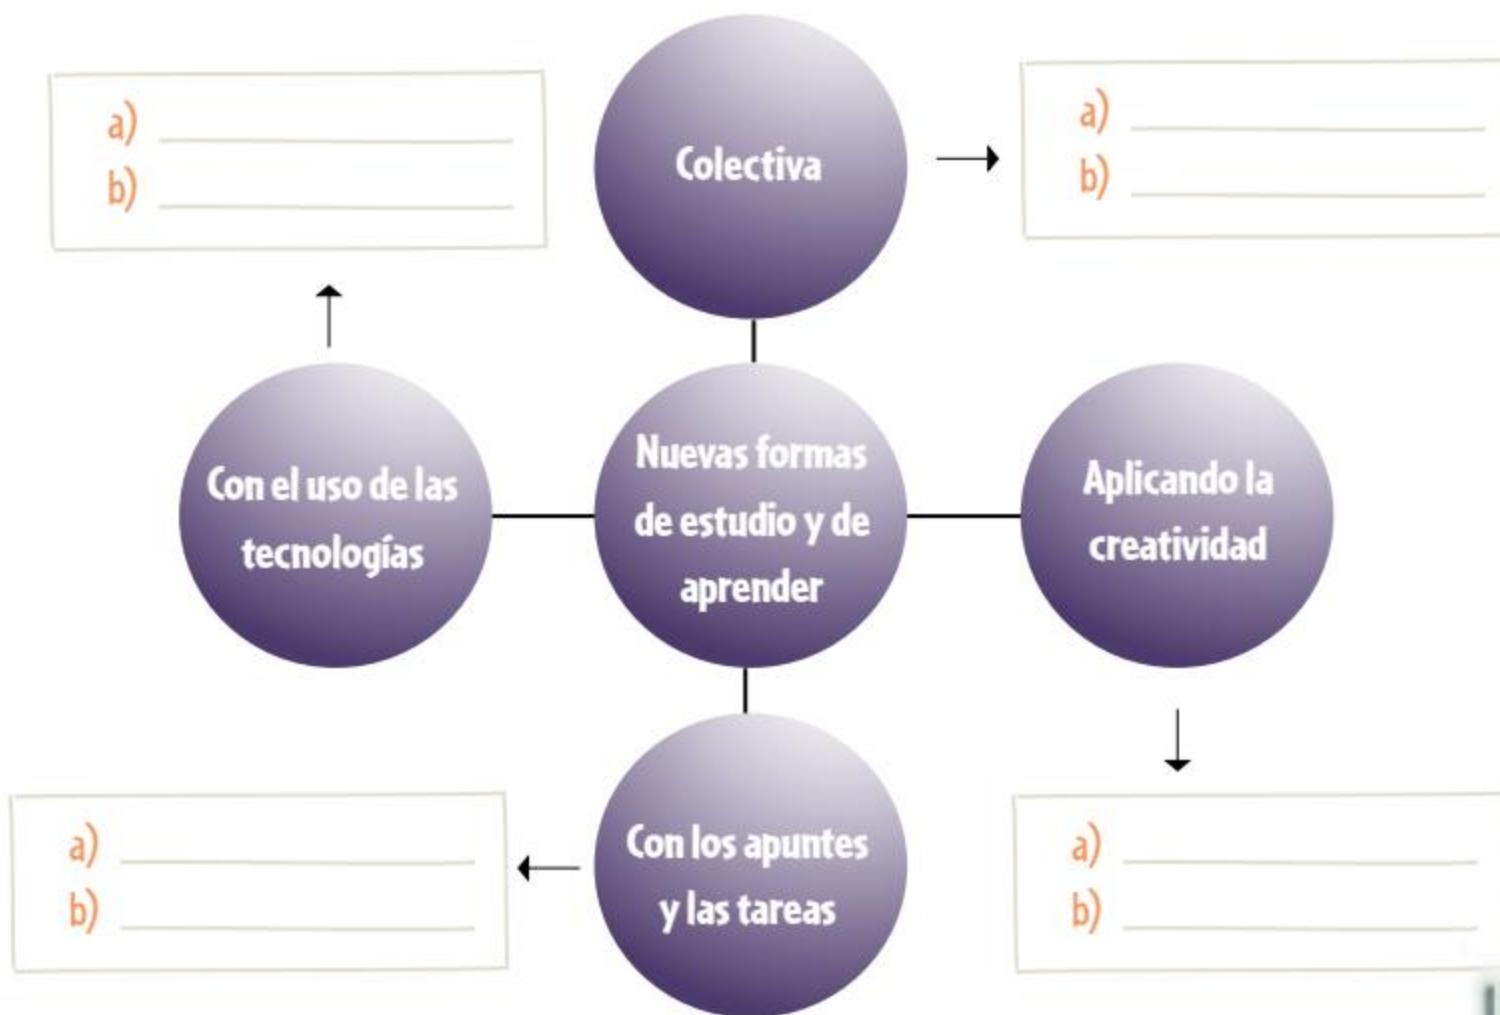 a)
b)
Colectiva
a)
b)
Con el uso de las
tecnologías
Nuevas formas
de estudio y de
aprender
Aplicando la
creatividad
a)
b)
Con los apuntes
y las tareas
a)
b)